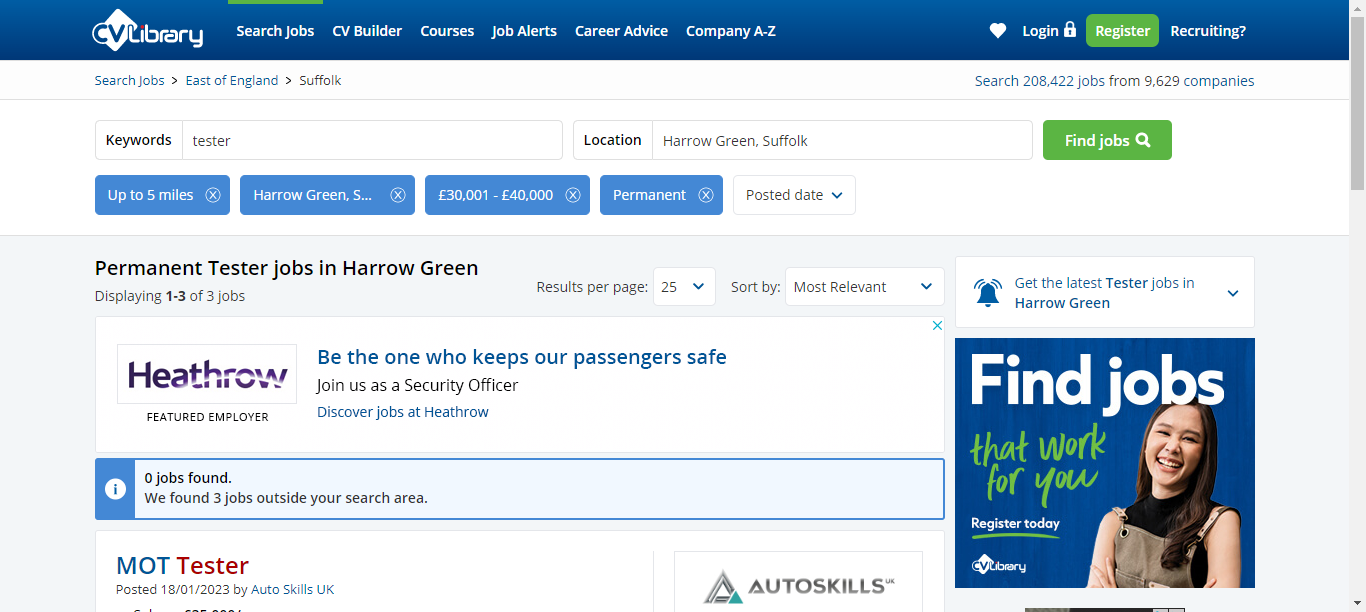 CVLibrary
Search Jobs CV Builder Courses Job Alerts Career Advice Company A-Z Login Register Recruiting?
Search Jobs > East of England > Suffolk
Search 208,422 jobs from 9,629 companies
Keywords tester Location Harrow Green, Suffolk Find jobs
Up to 5 miles Harrow Green, S... £30,001 - £40,000 Permanent Posted date
Permanent Tester jobs in Harrow Green
Displaying 1-3 of 3 jobs
Results per page: 25 Sort by: Most Relevant
Heathrow
FEATURED EMPLOYER
Be the one who keeps our passengers safe
Join us as a Security Officer
Discover jobs at Heathrow
0 jobs found.
We found 3 jobs outside your search area.
MOT Tester
Posted 18/01/2023 by Auto Skills UK
AUTOSKILLS UK
Get the latest Tester jobs in
Harrow Green
Find jobs
that work
for you
Register today
CVLibrary